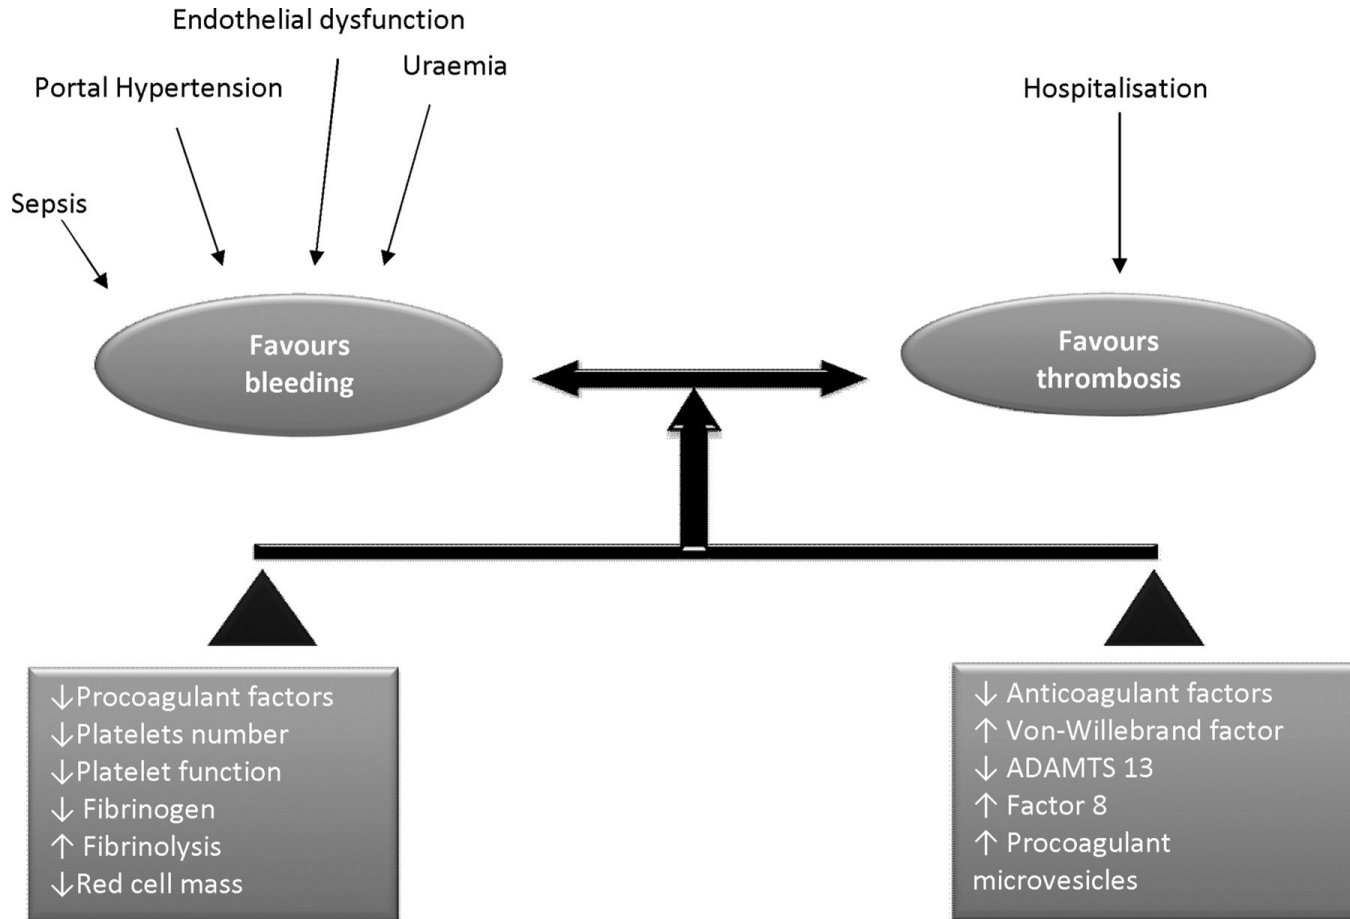 Endothelial dysfunction
Uraemia
Portal Hypertension
Hospitalisation
Sepsis
Favours
bleeding
Favours
thrombosis
↓Procoagulant factors
↓Platelets number
↓Platelet function
↓ Fibrinogen
↑ Fibrinolysis
↓Red cell mass
↓ Anticoagulant factors
↑ Von-Willebrand factor
↓ ADAMTS 13
↑ Factor 8
↑ Procoagulant
microvesicles